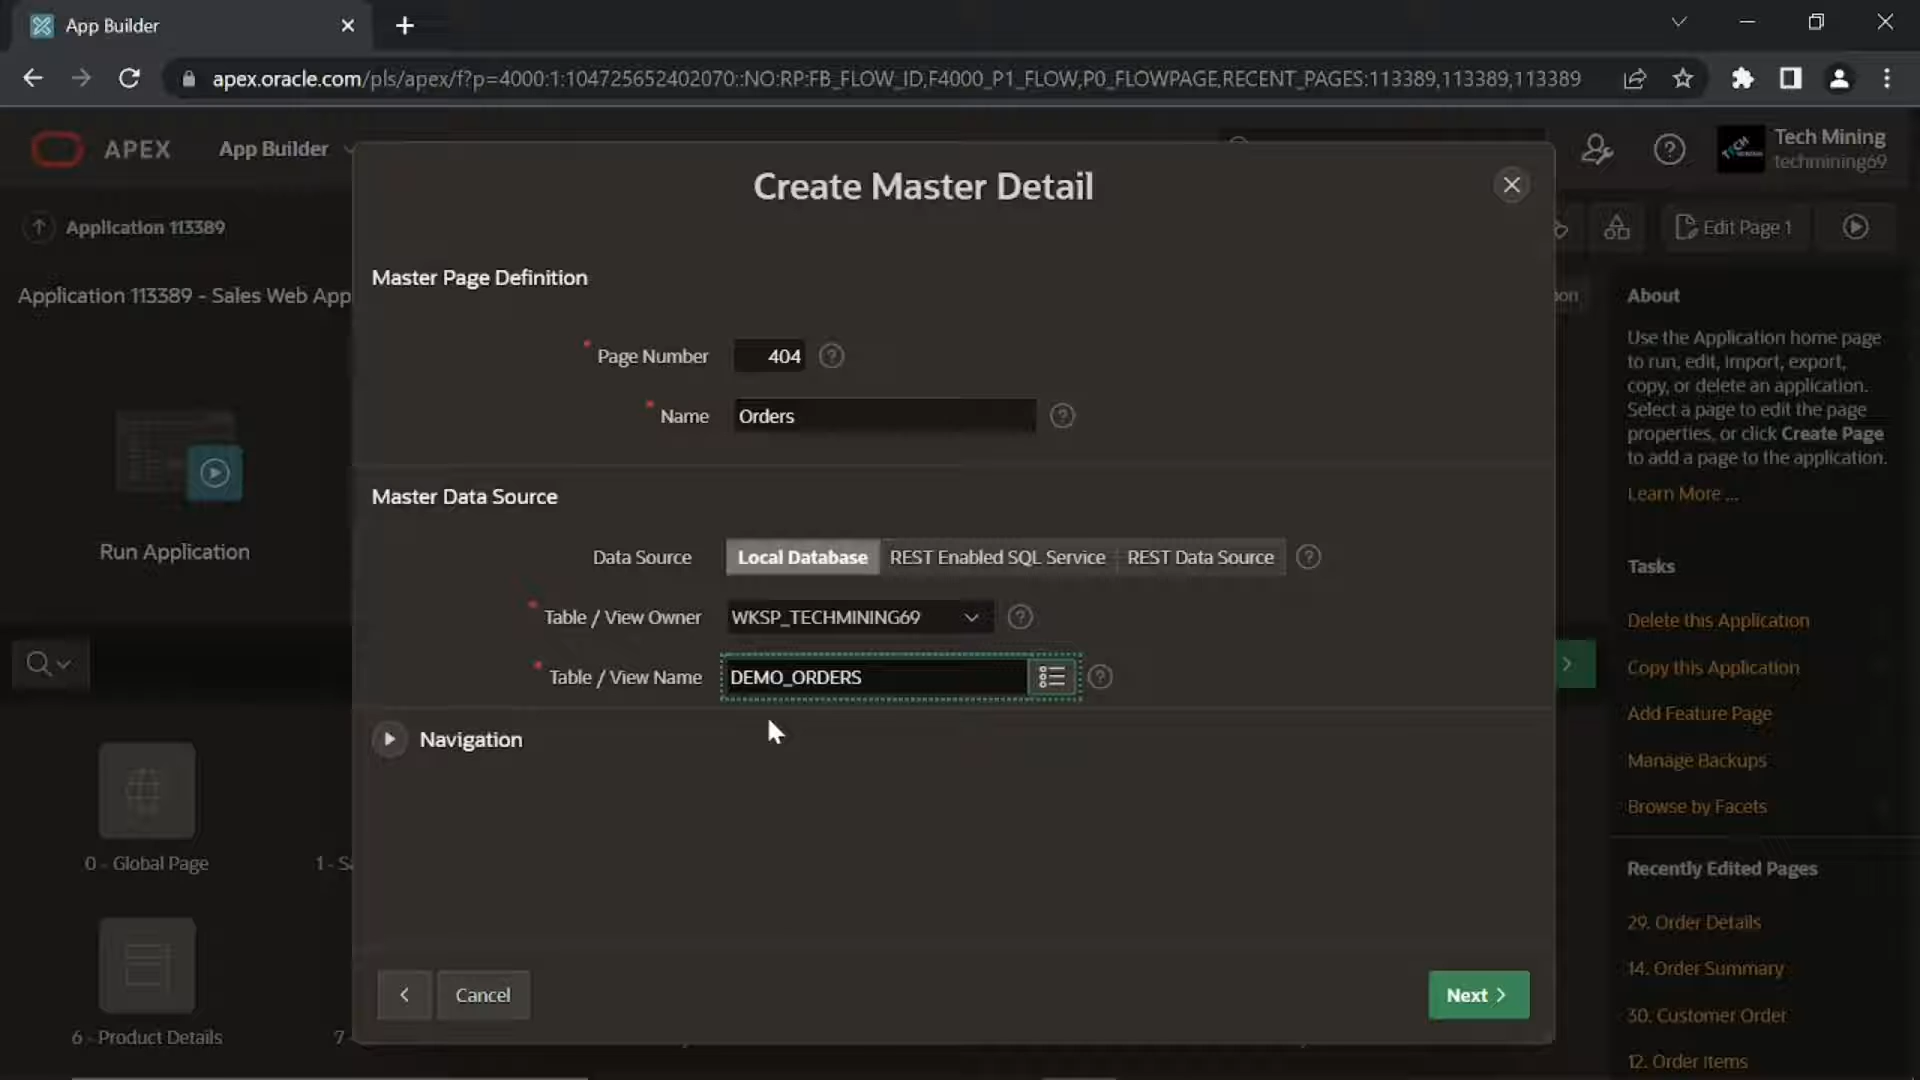 App Builder
apex.oracle.com/pls/apex/f?p=4000:1:104725652402070::NO:RP:FB_FLOW_ID,F4000_P1_FLOW,P0_FLOWPAGE,RECENT_PAGES:113389,113389,113389
APEX
App Builder
Tech Mining
techmining69
Create Master Detail
Application 113389
Edit Page 1
Master Page Definition
Application 113389 - Sales Web App
Page Number
404
Name
Orders
Master Data Source
Data Source
Local Database
REST Enabled SQL Service
REST Data Source
Table / View Owner
WKSP_TECHMINING69
Table / View Name
DEMO_ORDERS
Navigation
Cancel
Next
Run Application
0 - Global Page
6 - Product Details
7 -
About
Use the Application home page
to run, edit, import, export,
copy, or delete an application.
Select a page to edit the page
properties, or click Create Page
to add a page to the application.
Learn More ...
Tasks
Delete this Application
Copy this Application
Add Feature Page
Manage Backups
Browse by Facets
Recently Edited Pages
29. Order Details
14. Order Summary
30. Customer Order
12. Order Items